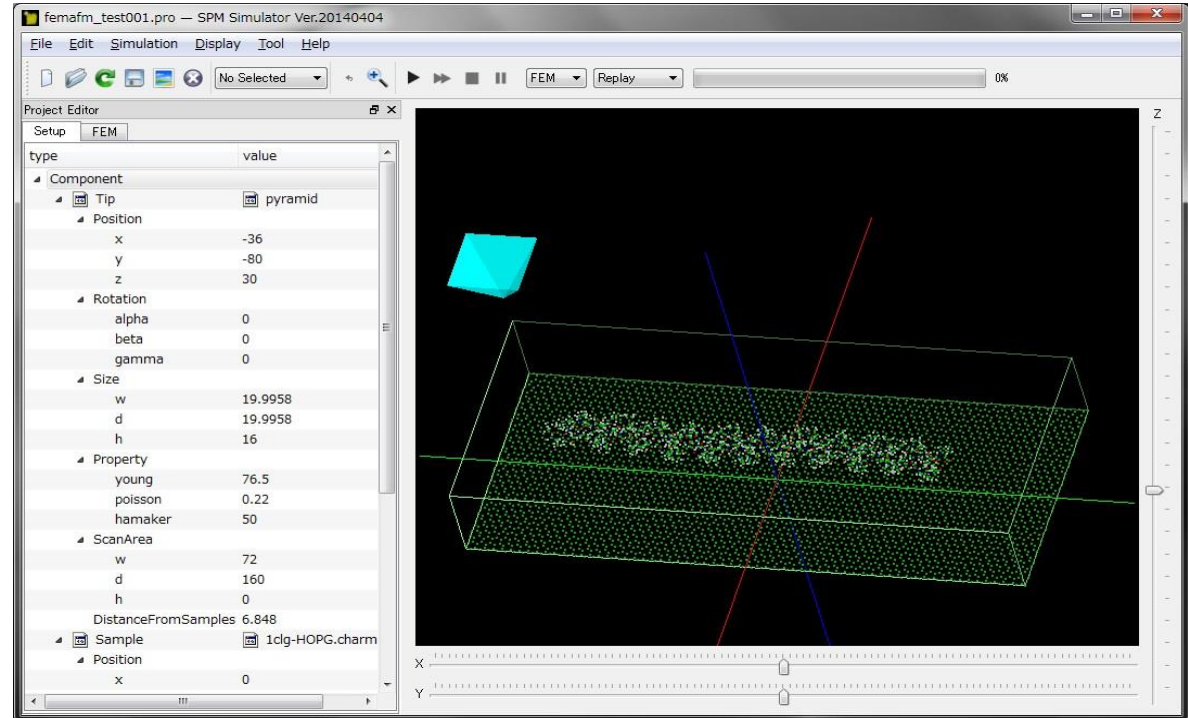 femafm_test001.pro — SPM Simulator Ver.20140404
File Edit Simulation Display Tool Help
No Selected FEM Replay 0%
Project Editor
Setup FEM
type value
Component
Tip pyramid
Position
x -36
y -80
z 30
Rotation
alpha 0
beta 0
gamma 0
Size
w 19.9958
d 19.9958
h 16
Property
young 76.5
poisson 0.22
hamaker 50
ScanArea
w 72
d 160
h 0
DistanceFromSamples 6.848
Sample 1clg-HOPG.charm
Position
x 0
Z
X
Y